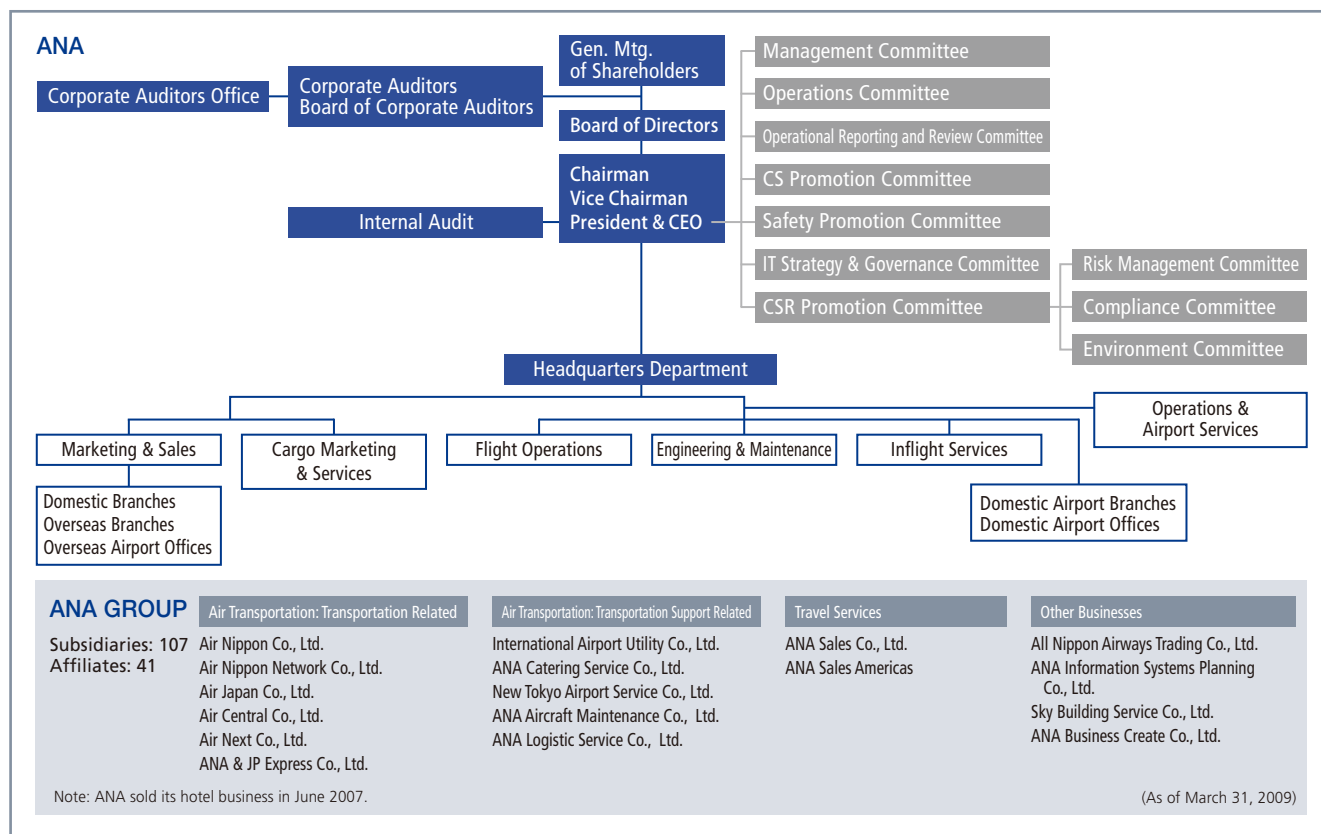 ANA
Gen. Mtg.
of Shareholders
Corporate Auditors Office
Corporate Auditors
Board of Corporate Auditors
Board of Directors
Chairman
Vice Chairman
President & CEO
Internal Audit
Management Committee
Operations Committee
Operational Reporting and Review Committee
CS Promotion Committee
Safety Promotion Committee
IT Strategy & Governance Committee
CSR Promotion Committee
Risk Management Committee
Compliance Committee
Environment Committee
Headquarters Department
Marketing & Sales
Cargo Marketing
& Services
Flight Operations
Engineering & Maintenance
Inflight Services
Operations &
Airport Services
Domestic Branches
Overseas Branches
Overseas Airport Offices
Domestic Airport Branches
Domestic Airport Offices
ANA GROUP
Subsidiaries: 107
Affiliates: 41
Air Transportation: Transportation Related
Air Nippon Co., Ltd.
Air Nippon Network Co., Ltd.
Air Japan Co., Ltd.
Air Central Co., Ltd.
Air Next Co., Ltd.
ANA & JP Express Co., Ltd.
Air Transportation: Transportation Support Related
International Airport Utility Co., Ltd.
ANA Catering Service Co., Ltd.
New Tokyo Airport Service Co., Ltd.
ANA Aircraft Maintenance Co., Ltd.
ANA Logistic Service Co., Ltd.
Travel Services
ANA Sales Co., Ltd.
ANA Sales Americas
Other Businesses
All Nippon Airways Trading Co., Ltd.
ANA Information Systems Planning
Co., Ltd.
Sky Building Service Co., Ltd.
ANA Business Create Co., Ltd.
Note: ANA sold its hotel business in June 2007.
(As of March 31, 2009)